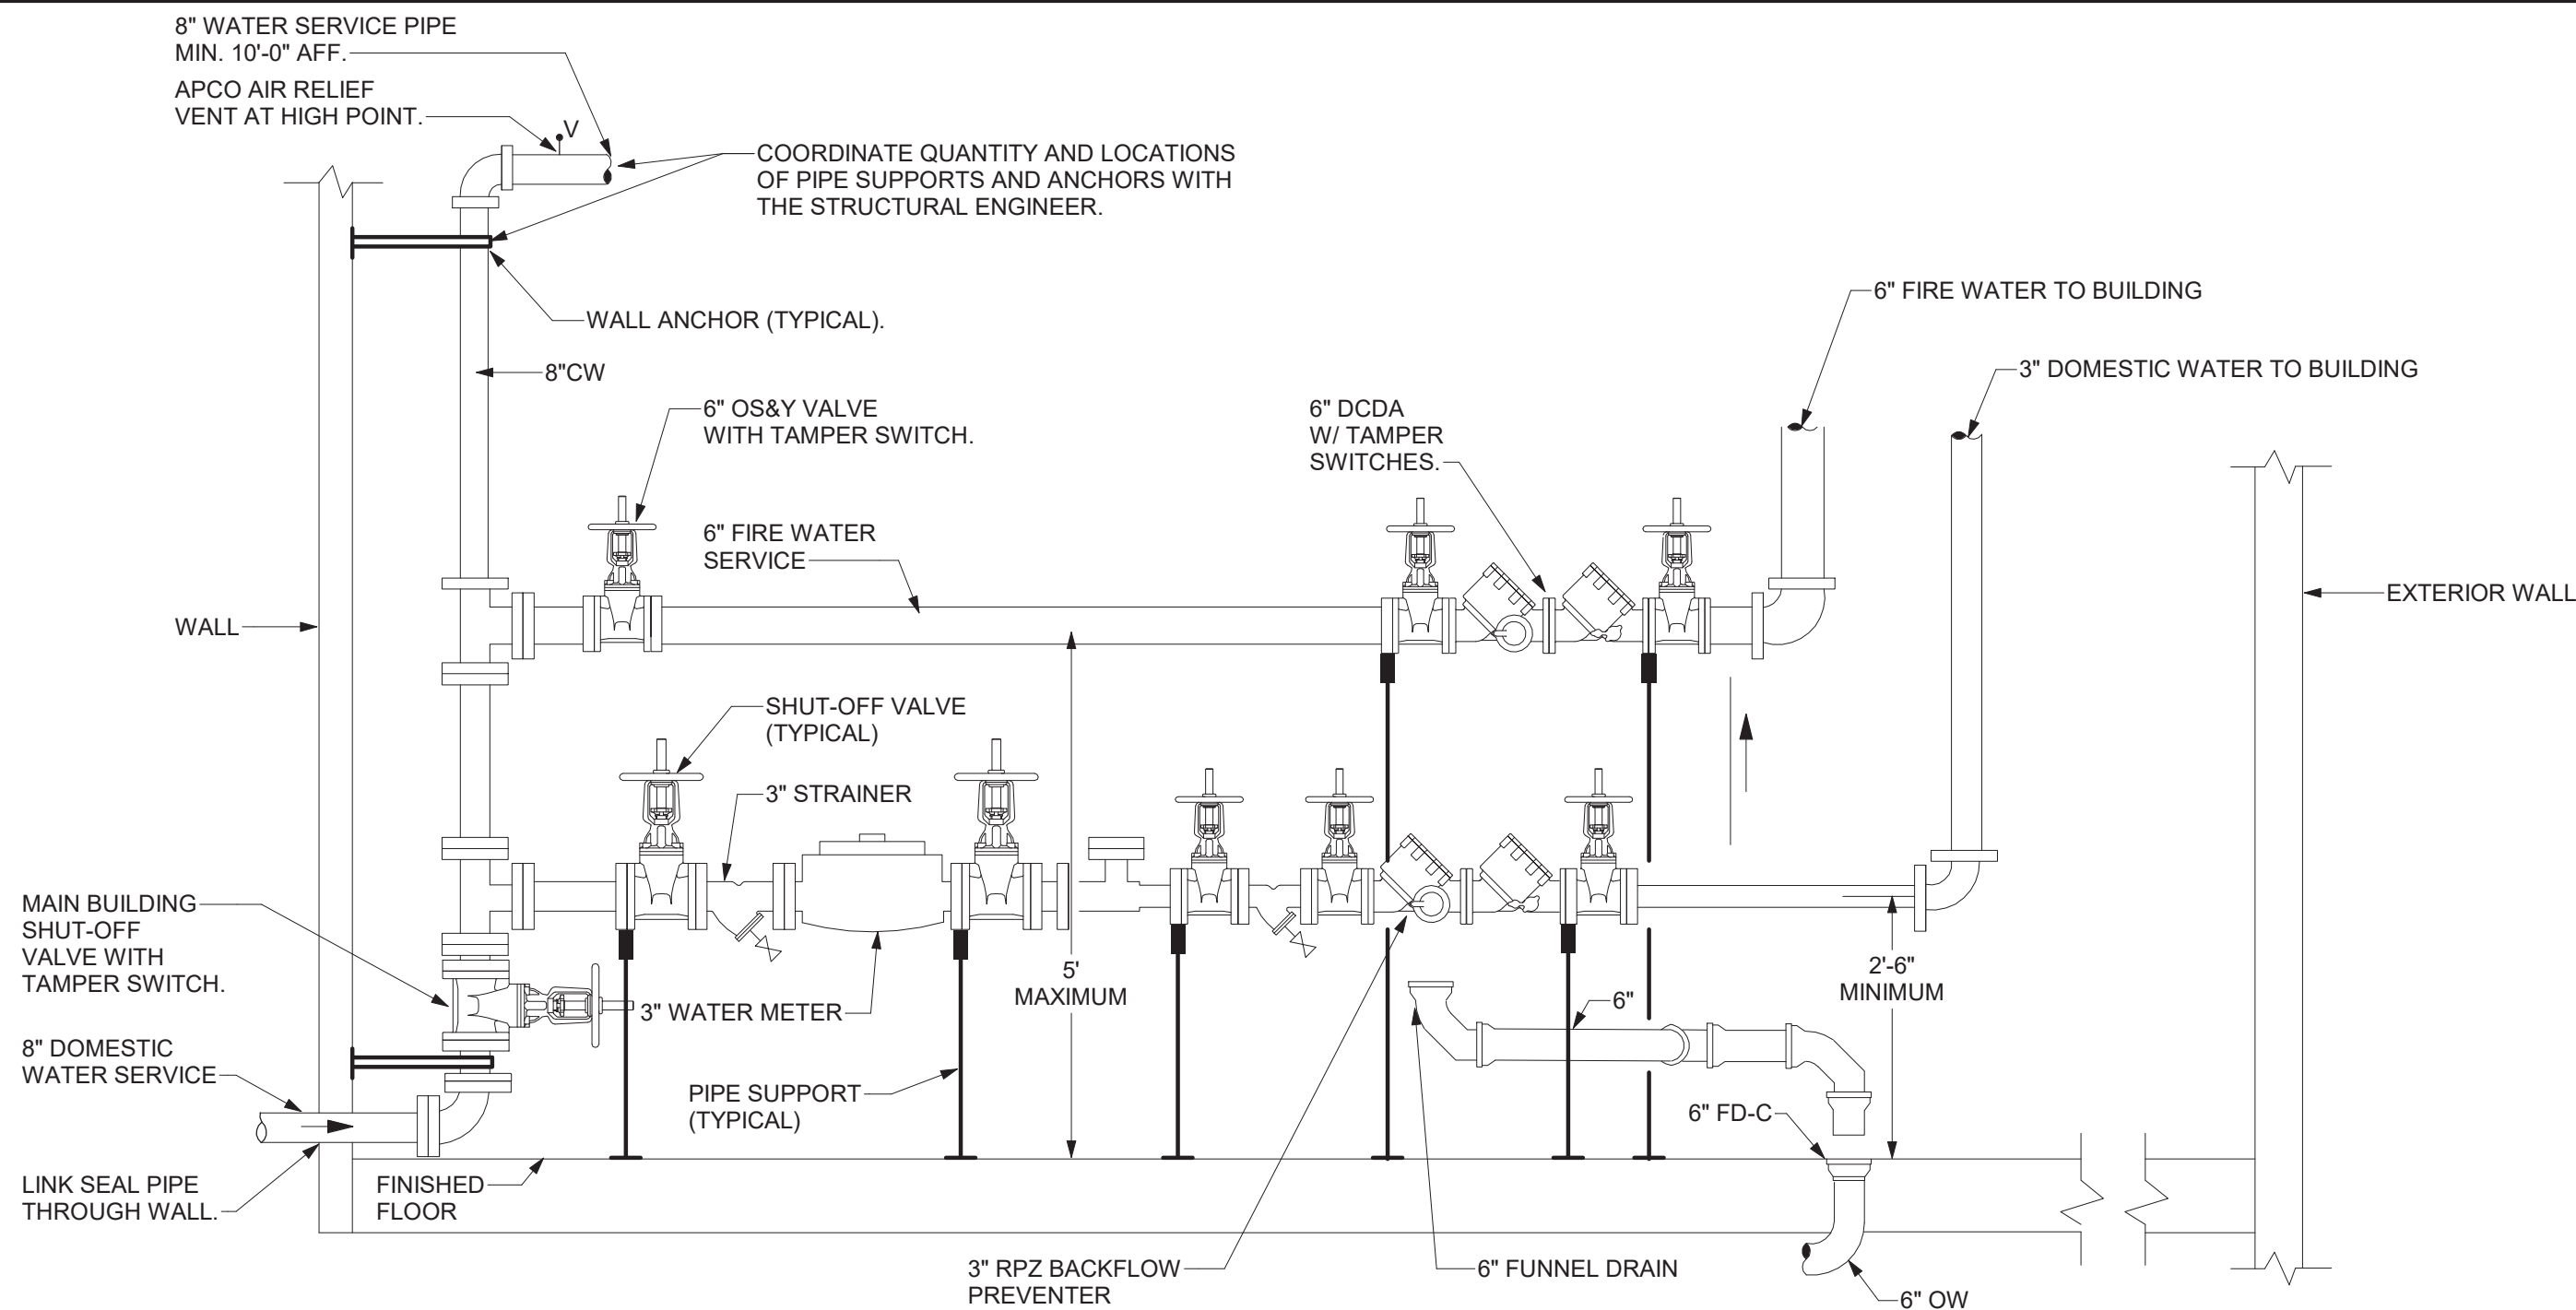 8" WATER SERVICE PIPE
MIN. 10'-0" AFF.
APCO AIR RELIEF
VENT AT HIGH POINT.
V
COORDINATE QUANTITY AND LOCATIONS
OF PIPE SUPPORTS AND ANCHORS WITH
THE STRUCTURAL ENGINEER.
WALL ANCHOR (TYPICAL).
8"CW
6" FIRE WATER TO BUILDING
3" DOMESTIC WATER TO BUILDING
6" OS&Y VALVE
WITH TAMPER SWITCH.
6" DCDA
W/ TAMPER
SWITCHES.
6" FIRE WATER
SERVICE
WALL
EXTERIOR WALL
SHUT-OFF VALVE
(TYPICAL)
3" STRAINER
MAIN BUILDING
SHUT-OFF
VALVE WITH
TAMPER SWITCH.
3" WATER METER
5'
MAXIMUM
6"
2'-6"
MINIMUM
8" DOMESTIC
WATER SERVICE
PIPE SUPPORT
(TYPICAL)
6" FD-C
LINK SEAL PIPE
THROUGH WALL.
FINISHED
FLOOR
3" RPZ BACKFLOW
PREVENTER
6" FUNNEL DRAIN
6" OW